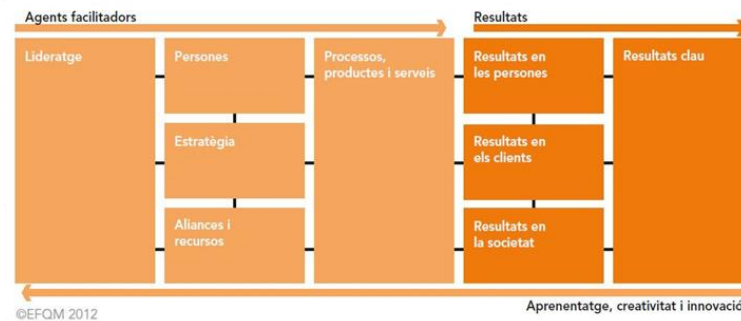 Agents facilitadors
Resultats
Lideratge
Persones
Processos,
productes i serveis
Resultats en
les persones
Resultats clau
Estratègia
Resultats en
els clients
Aliances i
recursos
Resultats en
la societat
Aprenentatge, creativitat i innovació
©EFQM 2012